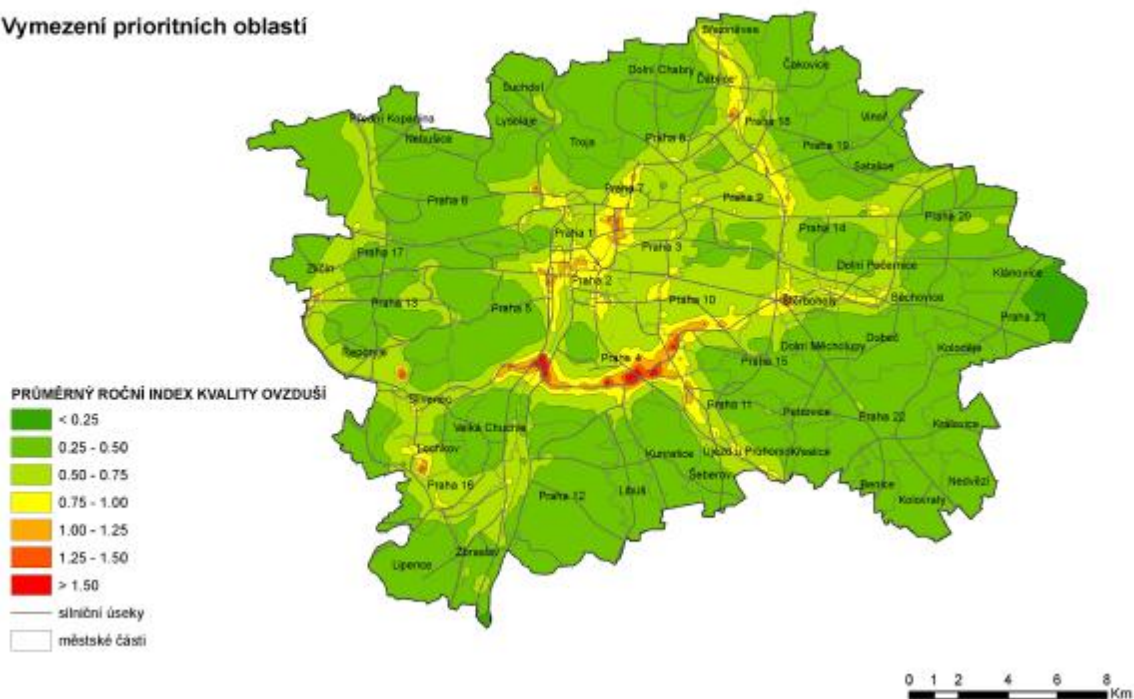 Vymezení prioritních oblastí
Březiněves
Čakovice
Dolní Chabry
Ďáblice
Suchdol
Lysolaje
Přední Kopanina
Nebušice
Troja
Praha 8
Praha 18
Vinoř
Praha 19
Satalice
Praha 6
Praha 7
Praha 9
Praha 20
Praha 1
Praha 3
Praha 14
Praha 17
Zličín
Praha 2
Dolní Počernice
Klánovice
Praha 13
Praha 5
Praha 10
Štěrboholy
Běchovice
Praha 21
Řeporyje
Praha 4
Praha 15
Dolní Měcholupy
Dubeč
Koloděje
Slivenec
Praha 11
Petrovice
Praha 22
Královice
Velká Chuchle
Lochkov
Kunratice
Újezd u Průhonic
Křeslice
Šeberov
Praha 16
Praha 12
Libuš
Benice
Nedvězí
Kolovraty
Lipence
Zbraslav
PRŮMĚRNÝ ROČNÍ INDEX KVALITY OVZDUŠÍ
< 0.25
0.25 - 0.50
0.50 - 0.75
0.75 - 1.00
1.00 - 1.25
1.25 - 1.50
> 1.50
silniční úseky
městské části
0 1 2 4 6 8
Km